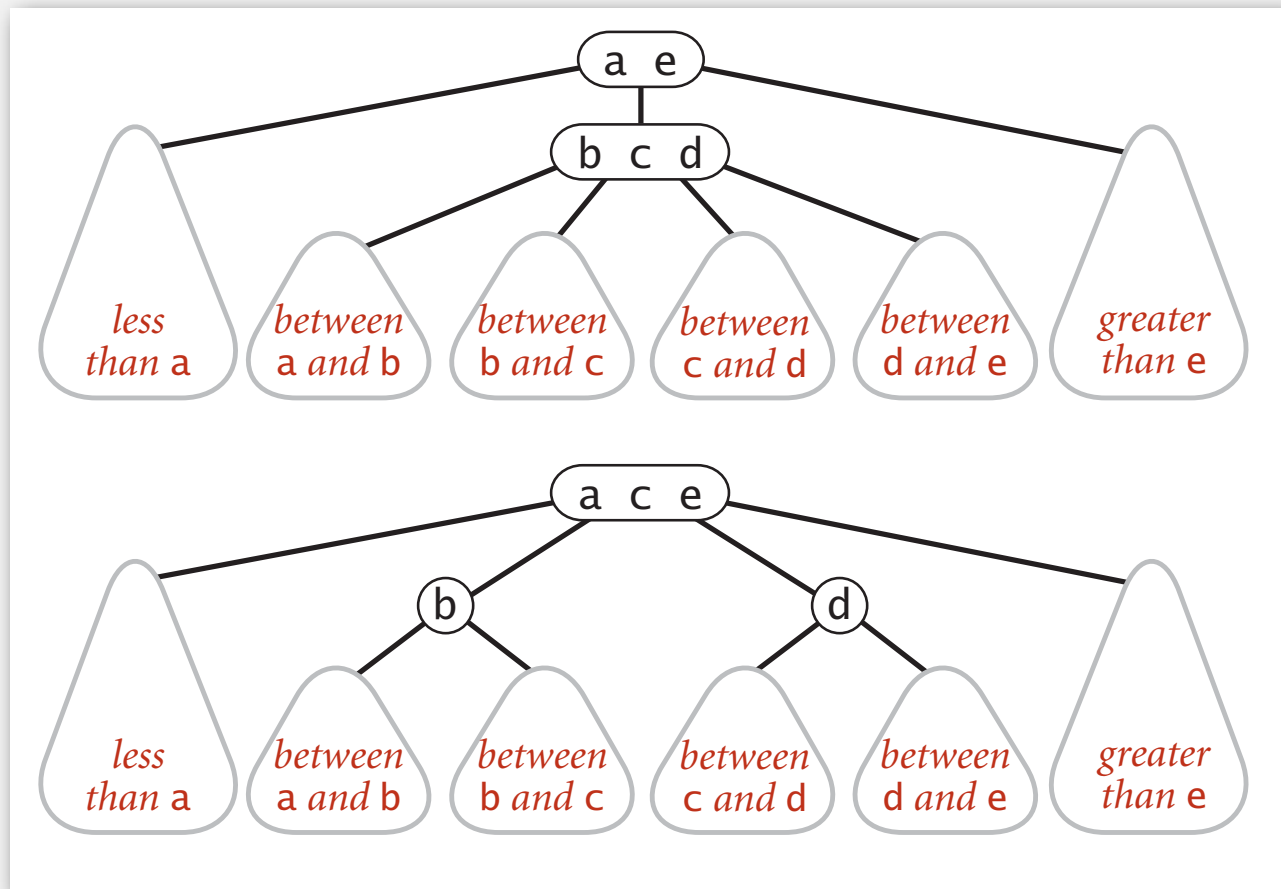 a e
b c d
less
than a
between
a and b
between
b and c
between
c and d
between
d and e
greater
than e
a c e
b
d
less
than a
between
a and b
between
b and c
between
c and d
between
d and e
greater
than e